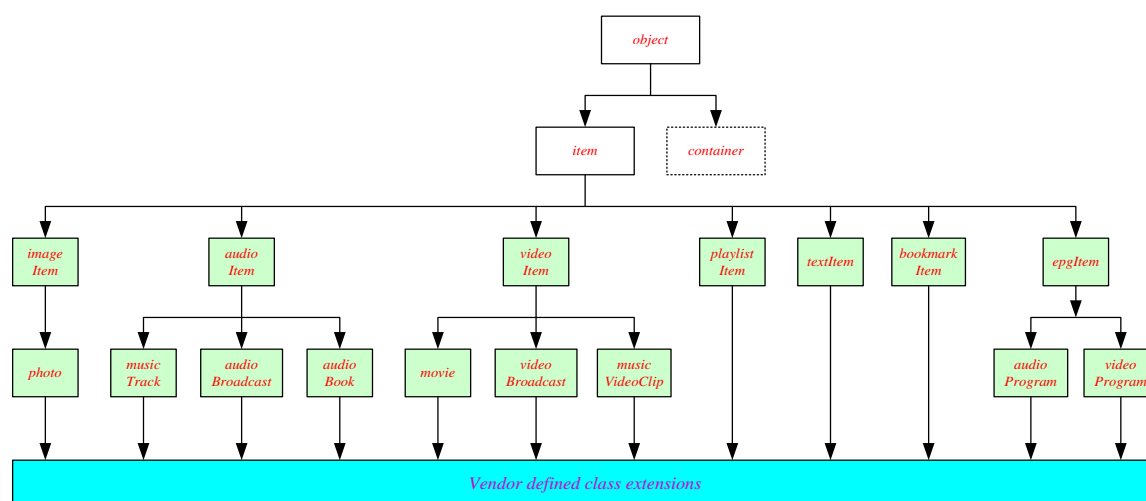 object
item
container
image
Item
audio
Item
video
Item
playlist
Item
textItem
bookmark
Item
epgItem
photo
music
Track
audio
Broadcast
audio
Book
movie
video
Broadcast
music
VideoClip
audio
Program
video
Program
Vendor defined class extensions